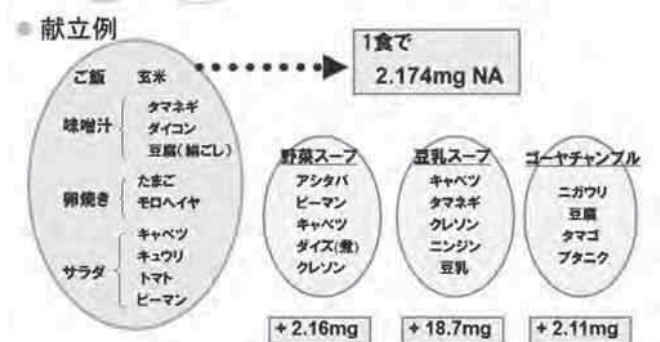 献立例
1食で
2.174mg NA
ご飯 玄米
味噌汁
タマネギ
ダイコン
豆腐(絹ごし)
卵焼き
たまご
モロヘイヤ
サラダ
キャベツ
キュウリ
トマト
ピーマン
野菜スープ
アシタバ
ピーマン
キャベツ
ダイズ(煮)
クレソン
+ 2.16mg
豆乳スープ
キャベツ
タマネギ
クレソン
ニンジン
豆乳
+ 18.7mg
ゴーヤチャンプル
ニガウリ
豆腐
タマゴ
ブタニク
+ 2.11mg